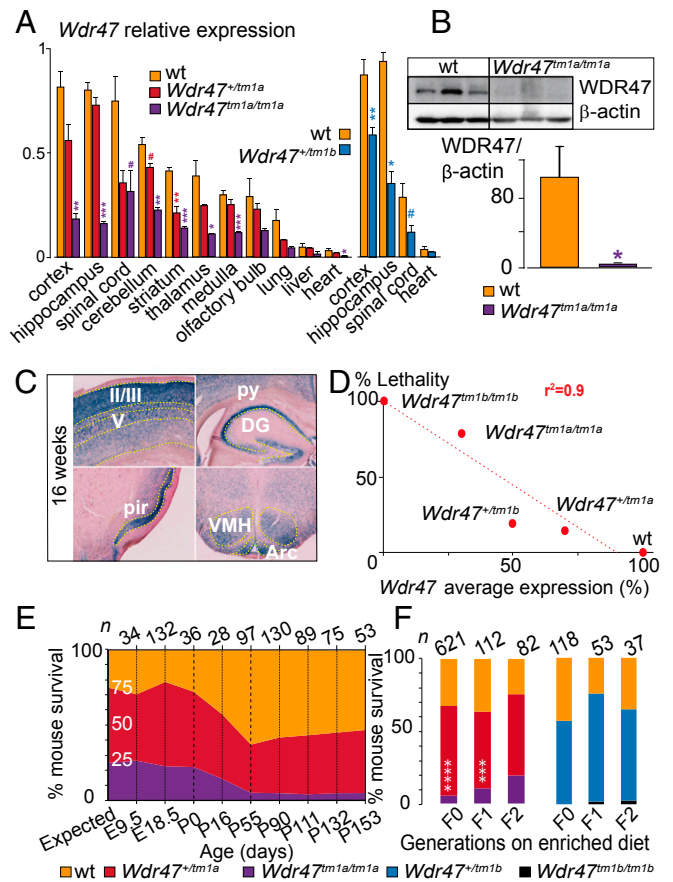 A
Wdr47 relative expression
1
0.5
0
wt
Wdr47+/tm1a
Wdr47tm1a/tm1a
** *** # # ** ** *** * *** *
cortex
hippocampus
spinal cord
cerebellum
striatum
thalamus
medulla
olfactory bulb
lung
liver
heart
wt
Wdr47+/tm1b
** * #
cortex
hippocampus
spinal cord
heart
B
wt Wdr47tm1a/tm1a
WDR47
β-actin
WDR47/
β-actin
80
0
*
wt
Wdr47tm1a/tm1a
C
16 weeks
II/III
V
py
DG
pir
VMH
Arc
D
% Lethality
r²=0.9
100
50
0
Wdr47tm1b/tm1b
Wdr47tm1a/tm1a
Wdr47+/tm1b
Wdr47+/tm1a
wt
50 100
Wdr47 average expression (%)
E
n 34 132 36 28 97 130 89 75 53
% mouse survival
100
50
0
75
50
25
Expected E9.5 E18.5 P0 P16 P55 P90 P111 P132 P153
Age (days)
F
n 621 112 82 118 53 37
% mouse survival
100
50
0
**** ***
F0 F1 F2 F0 F1 F2
Generations on enriched diet
wt Wdr47+/tm1a Wdr47tm1a/tm1a Wdr47+/tm1b Wdr47tm1b/tm1b